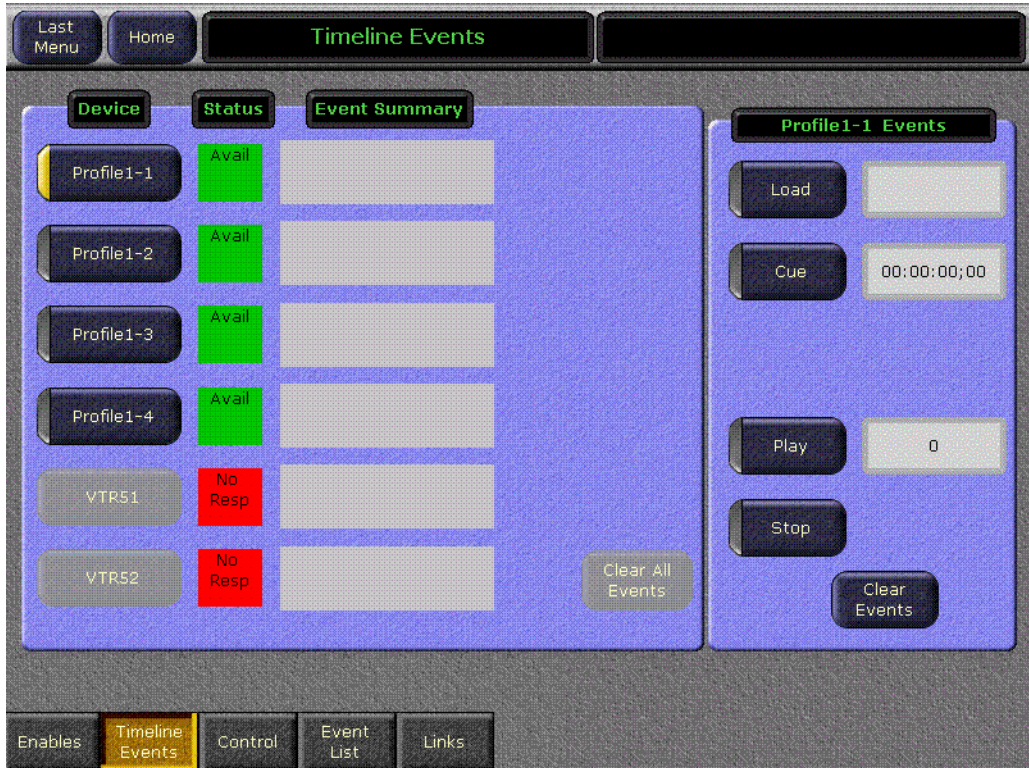 Last
Menu
Home
Timeline Events
Device
Status
Event Summary
Profile1-1 Events
Profile1-1
Avail
Load
Profile1-2
Avail
Cue
00:00:00;00
Profile1-3
Avail
Profile1-4
Avail
Play
0
VTR51
No
Resp
Stop
VTR52
No
Resp
Clear All
Events
Clear
Events
Enables
Timeline
Events
Control
Event
List
Links